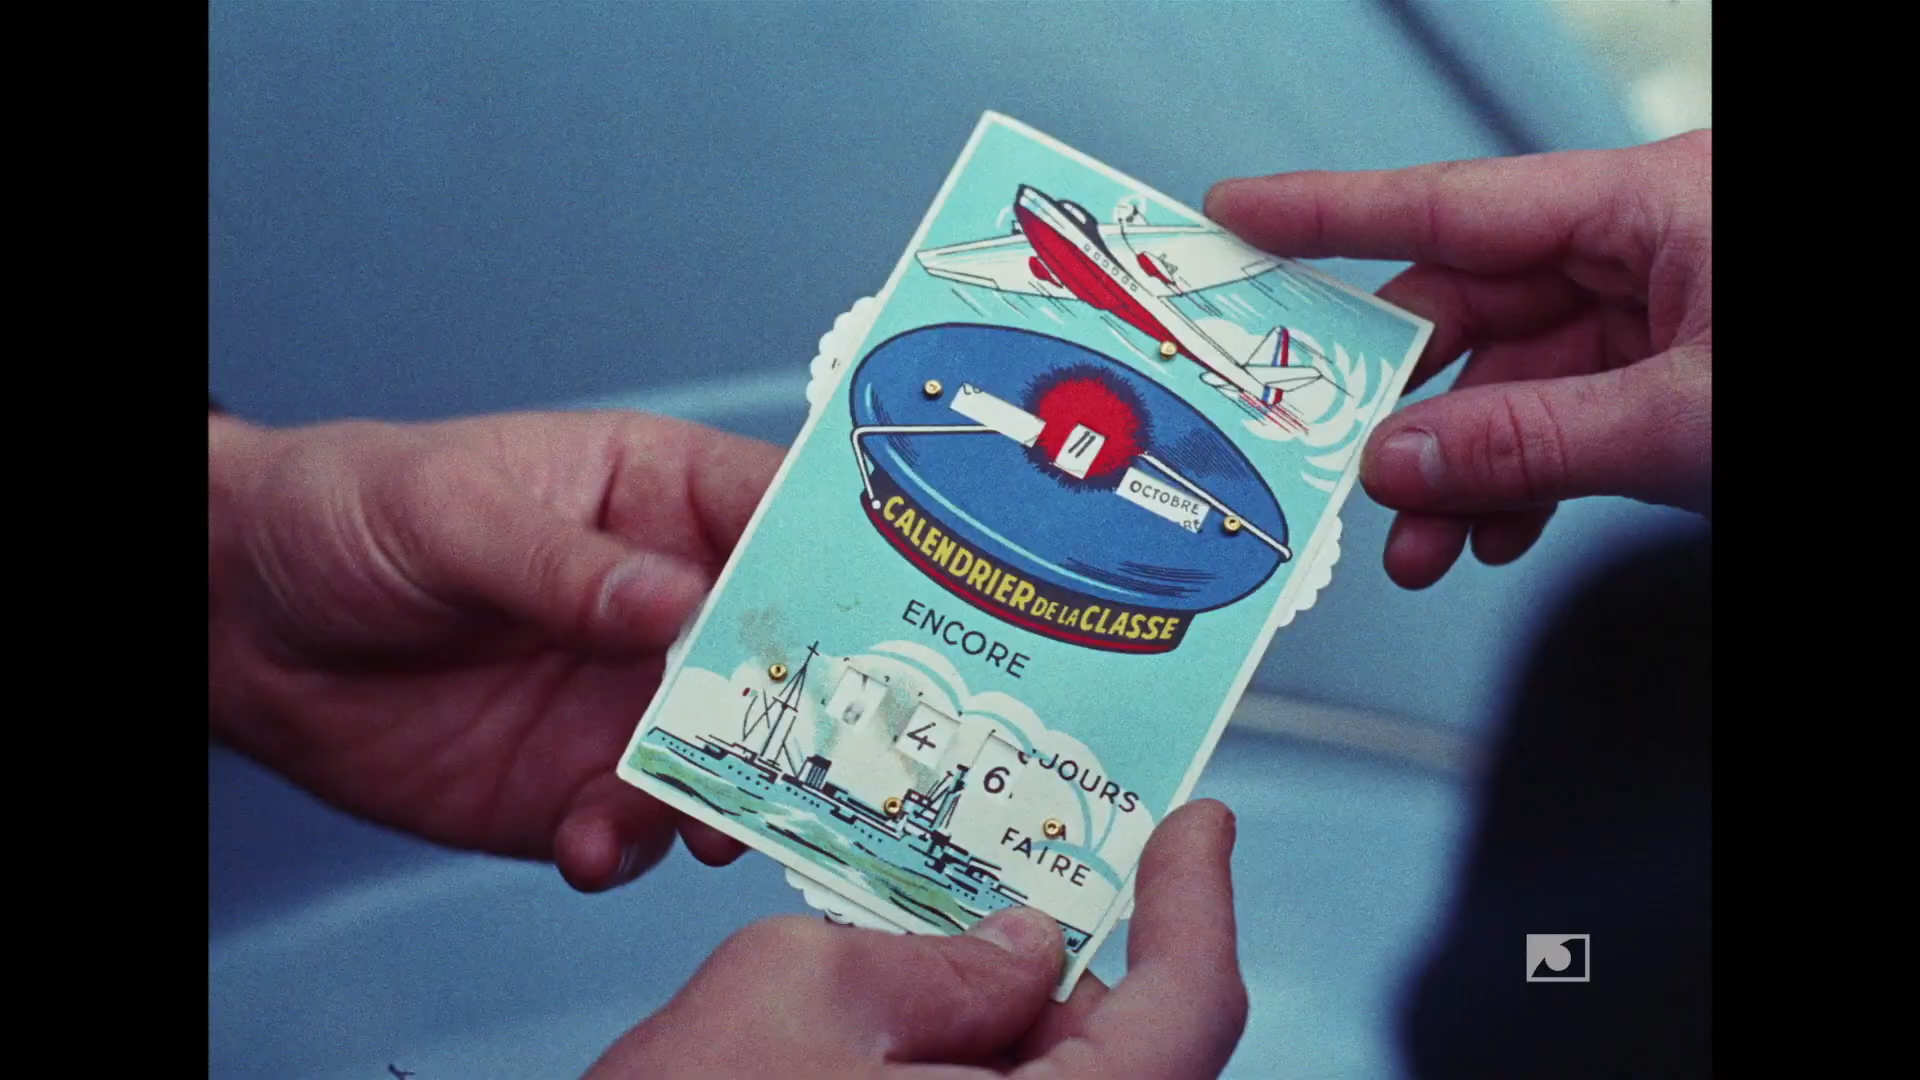 11
OCTOBRE
CALENDRIER DE LA CLASSE
ENCORE
4 6 JOURS
A
FAIRE